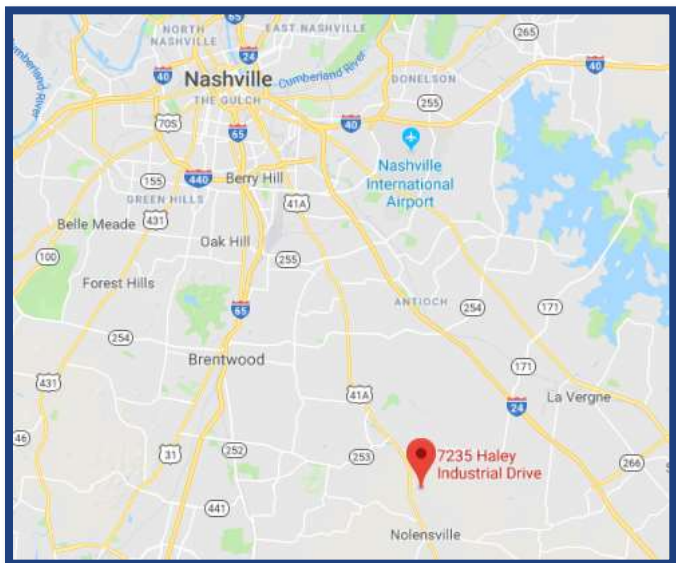 65
NORTH
NASHVILLE
EAST NASHVILLE
24
265
40
Cumberland
River
Nashville
Cumberland River
40
THE GULCH
DONELSON
255
70S
65
40
Nashville
International
Airport
155
440
Berry Hill
GREEN HILLS
41A
Belle Meade
431
Oak Hill
100
255
Forest Hills
65
ANTIOCH
254
171
254
Brentwood
171
431
41A
24
La Vergne
46
31
252
253
7235 Haley
Industrial Drive
266
441
Nolensville